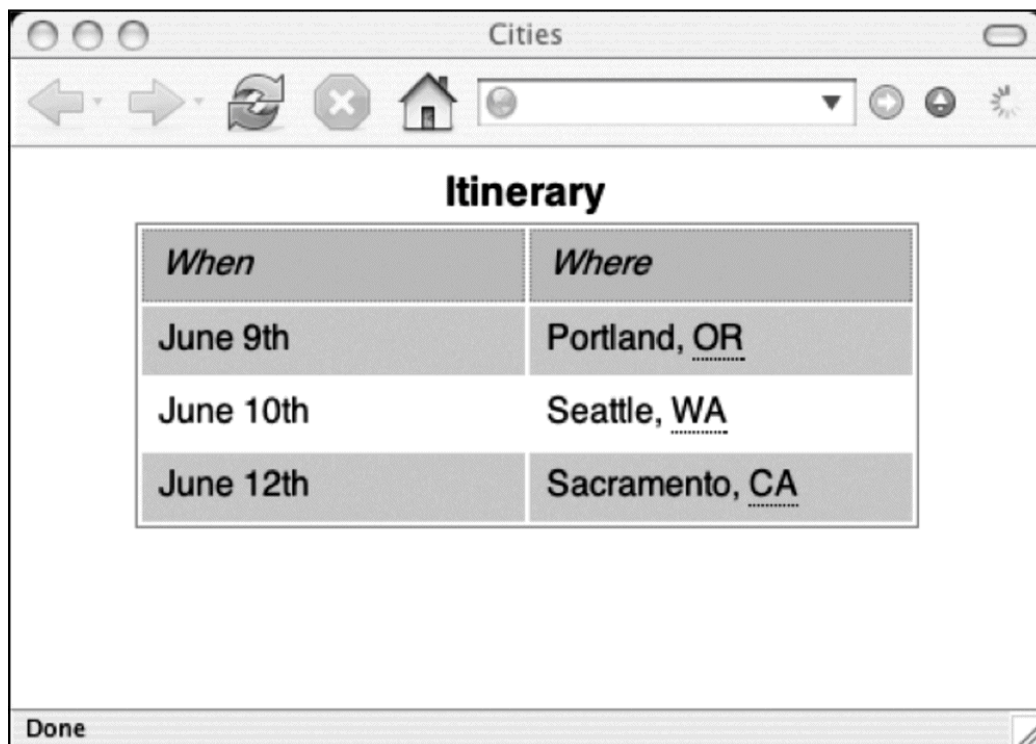 Cities
Itinerary
When Where
June 9th Portland, OR
June 10th Seattle, WA
June 12th Sacramento, CA
Done